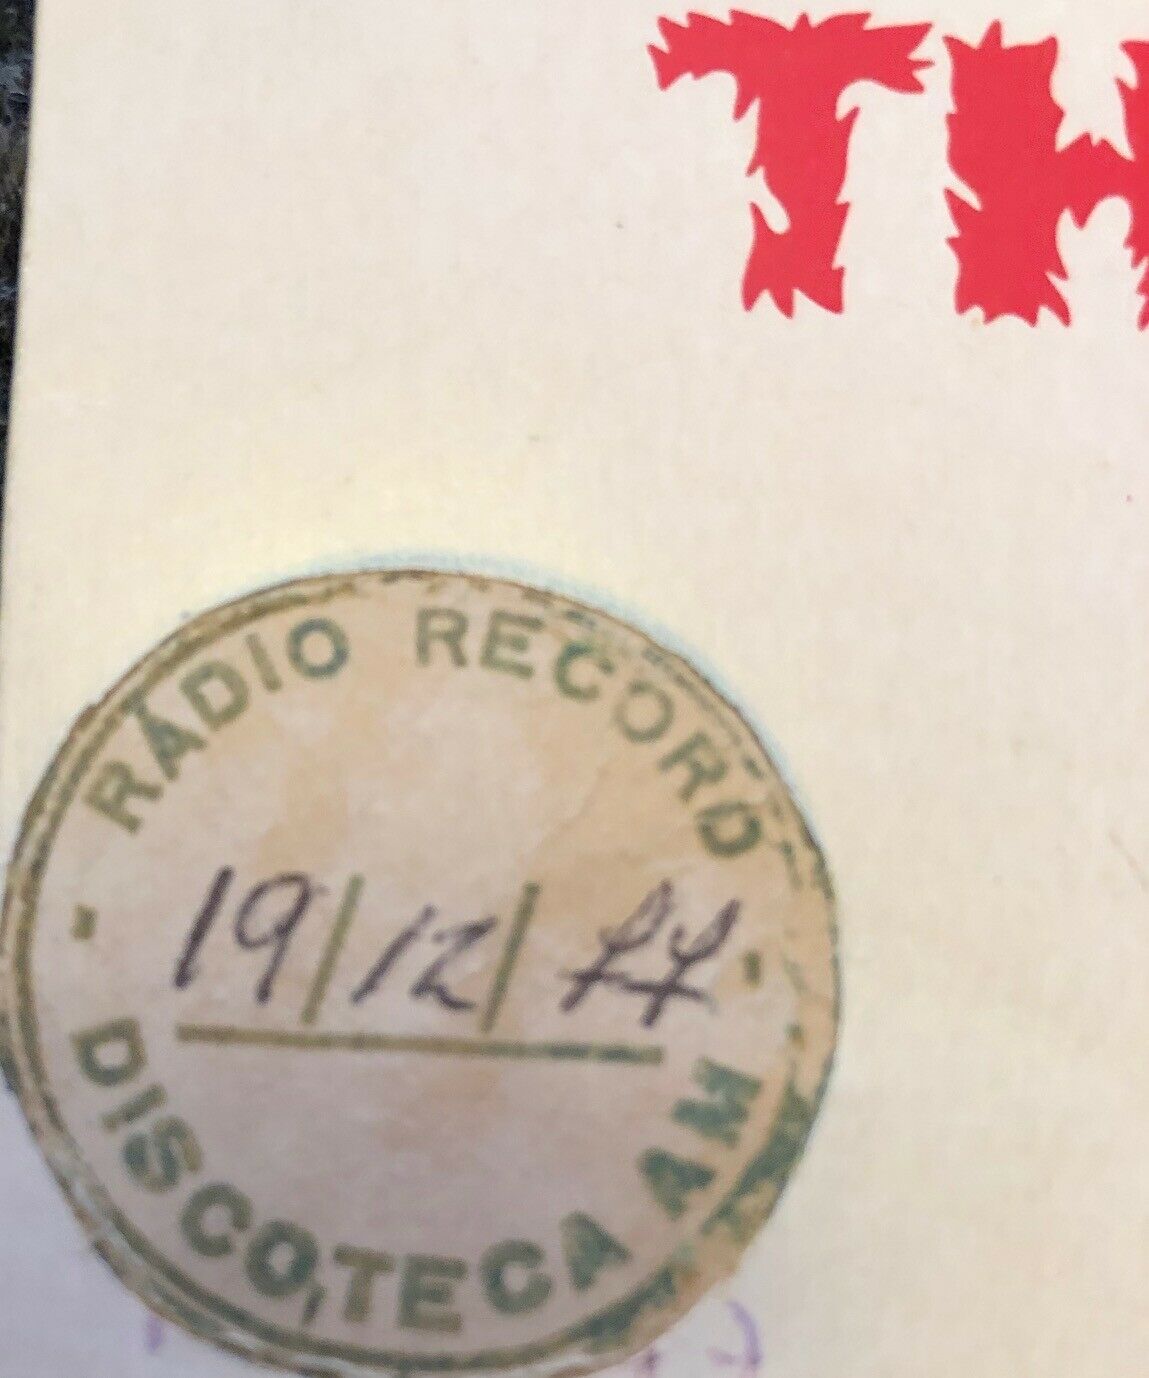 TH
RÁDIO RECORD
19/12/77
DISCOTECA AM